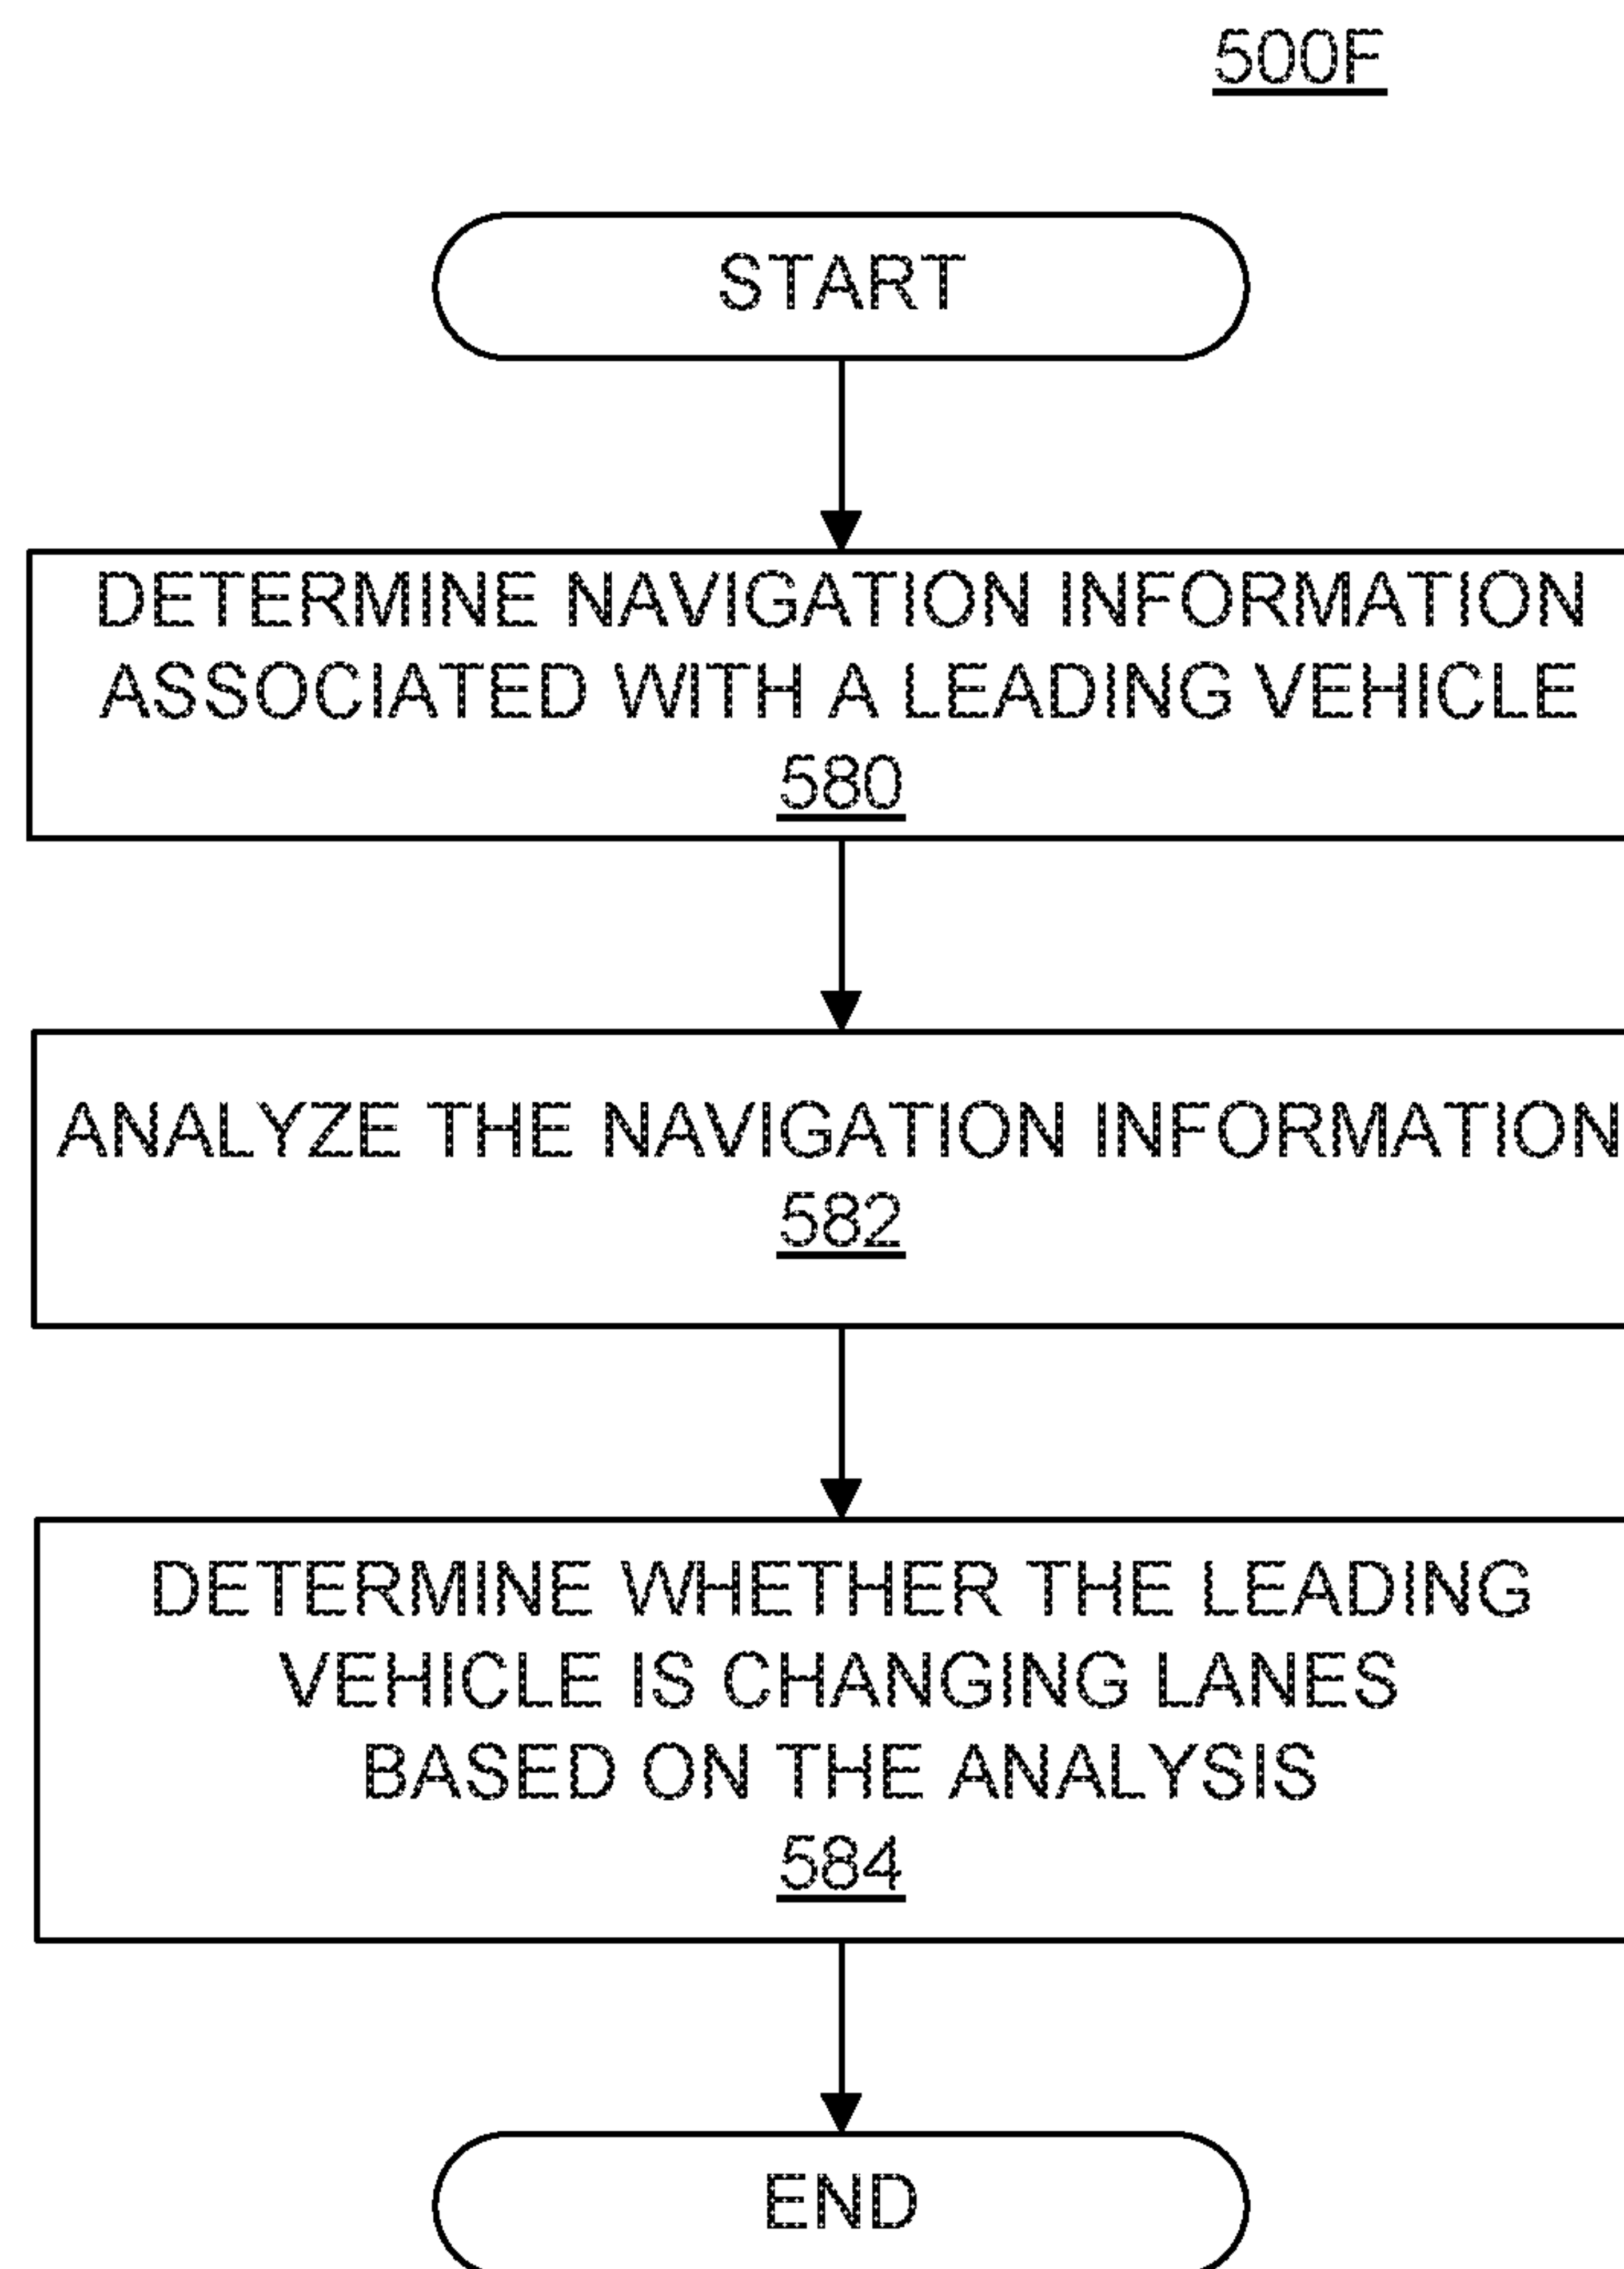 500F
START
DETERMINE NAVIGATION INFORMATION
ASSOCIATED WITH A LEADING VEHICLE
580
ANALYZE THE NAVIGATION INFORMATION
582
DETERMINE WHETHER THE LEADING
VEHICLE IS CHANGING LANES
BASED ON THE ANALYSIS
584
END